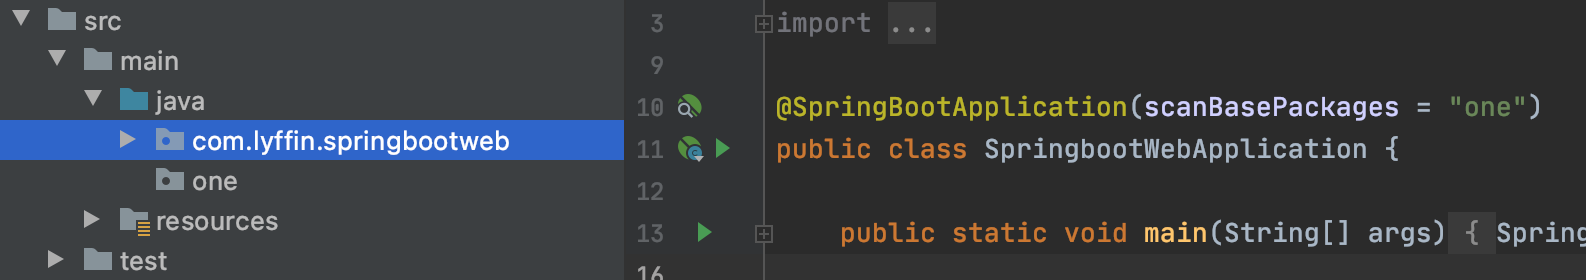 src
main
java
com.lyffin.springbootweb
one
resources
test
3 import ...
9
10 @SpringBootApplication(scanBasePackages = "one")
11 public class SpringbootWebApplication {
12
13 public static void main(String[] args) { Spring
16